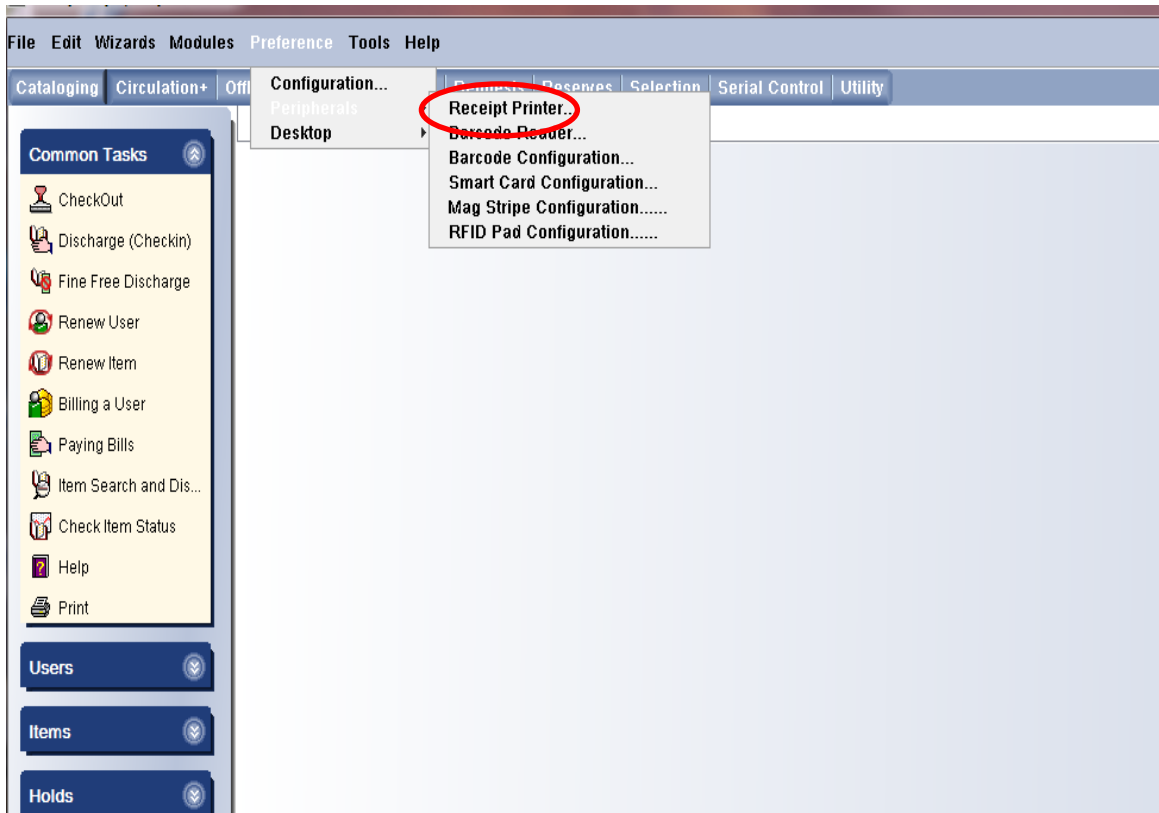 File Edit Wizards Modules Preference Tools Help
Cataloging Circulation+ Requests Reserves Selection Serial Control Utility
Configuration...
Peripherals
Desktop
Receipt Printer...
Barcode Reader...
Barcode Configuration...
Smart Card Configuration...
Mag Stripe Configuration......
RFID Pad Configuration......
Common Tasks
CheckOut
Discharge (Checkin)
Fine Free Discharge
Renew User
Renew Item
Billing a User
Paying Bills
Item Search and Dis...
Check Item Status
Help
Print
Users
Items
Holds